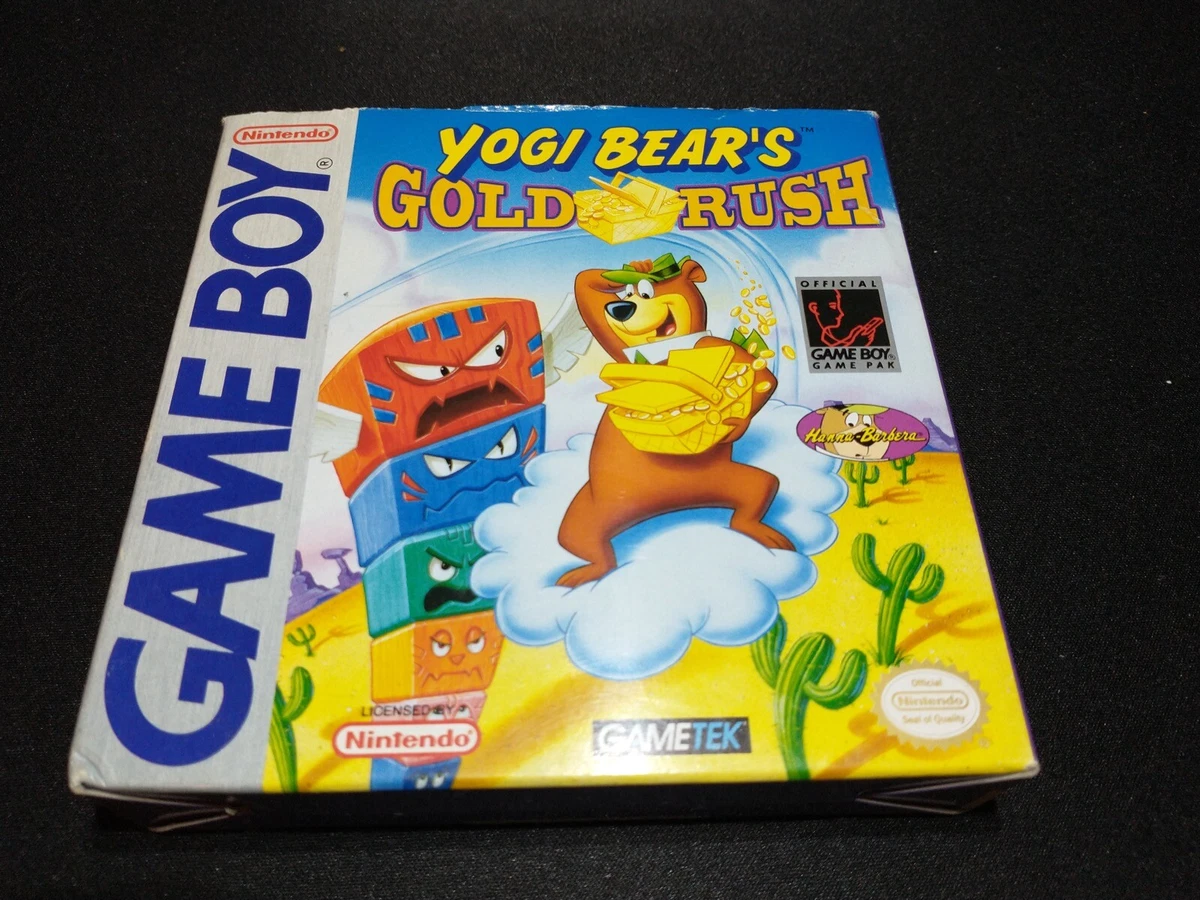 Nintendo®
GAME BOY®
YOGI BEAR'S™
GOLD RUSH
OFFICIAL
GAME BOY®
GAME PAK
Hanna-Barbera
LICENSED BY
Nintendo®
GAMETEK
Official
Nintendo
Seal of Quality